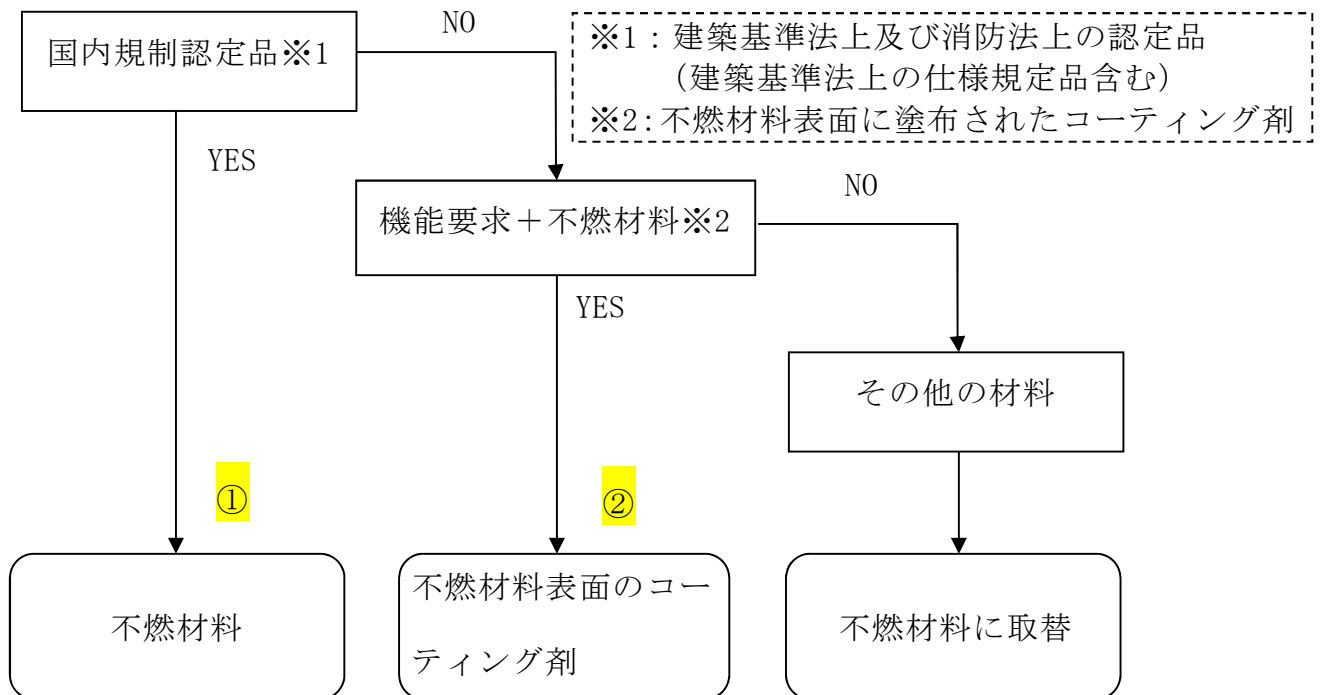 国内規制認定品※1
NO
※1：建築基準法上及び消防法上の認定品
（建築基準法上の仕様規定品含む）
※2:不燃材料表面に塗布されたコーティング剤
YES
機能要求＋不燃材料※2
NO
YES
その他の材料
①
②
不燃材料
不燃材料表面のコー
ティング剤
不燃材料に取替